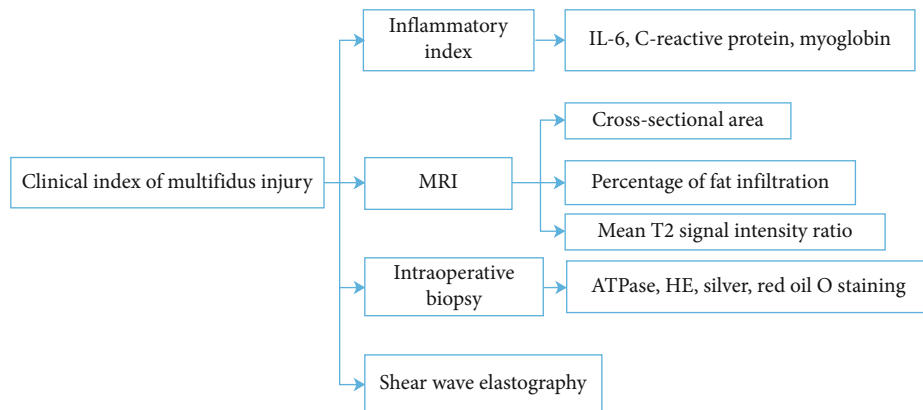 Clinical index of multifidus injury
Inflammatory
index
IL-6, C-reactive protein, myoglobin
MRI
Cross-sectional area
Percentage of fat infiltration
Mean T2 signal intensity ratio
Intraoperative
biopsy
ATPase, HE, silver, red oil O staining
Shear wave elastography